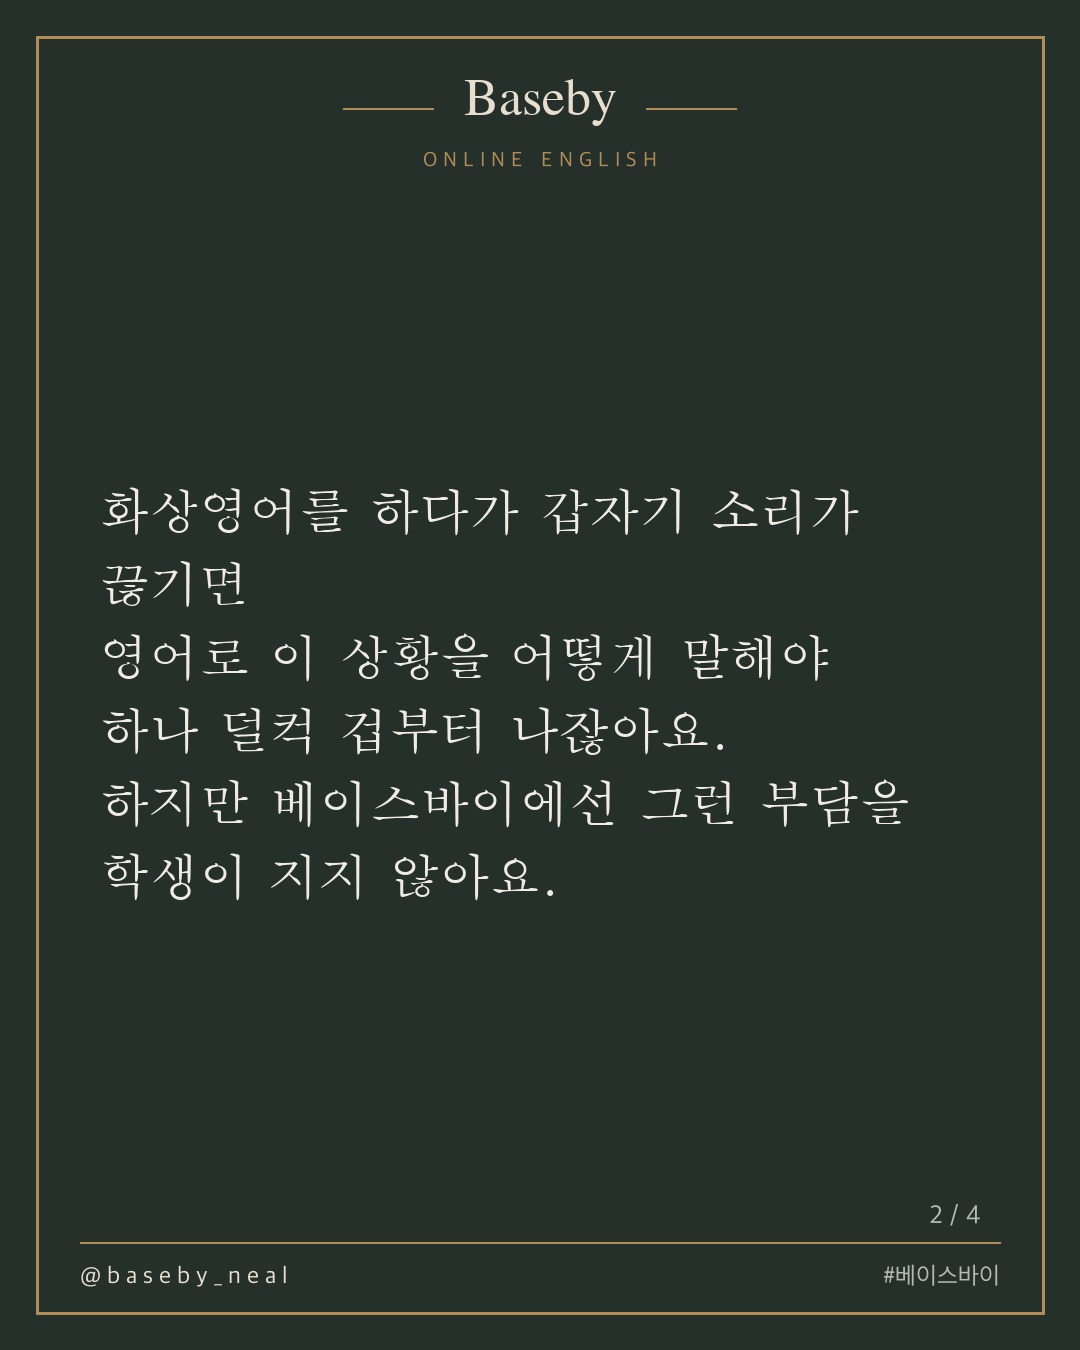 Baseby
ONLINE ENGLISH
화상영어를 하다가 갑자기 소리가
끊기면
영어로 이 상황을 어떻게 말해야
하나 덜컥 겁부터 나잖아요.
하지만 베이스바이에선 그런 부담을
학생이 지지 않아요.
2 / 4
@baseby_neal
#베이스바이